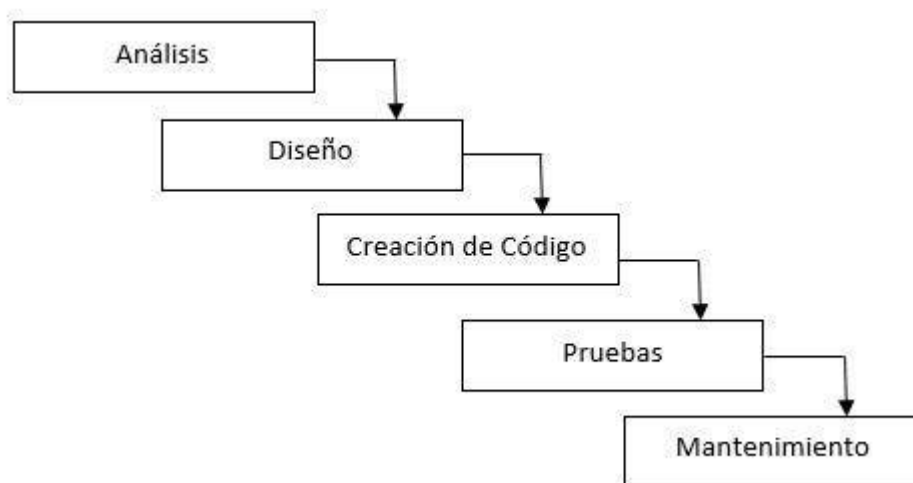 Análisis
Diseño
Creación de Código
Pruebas
Mantenimiento